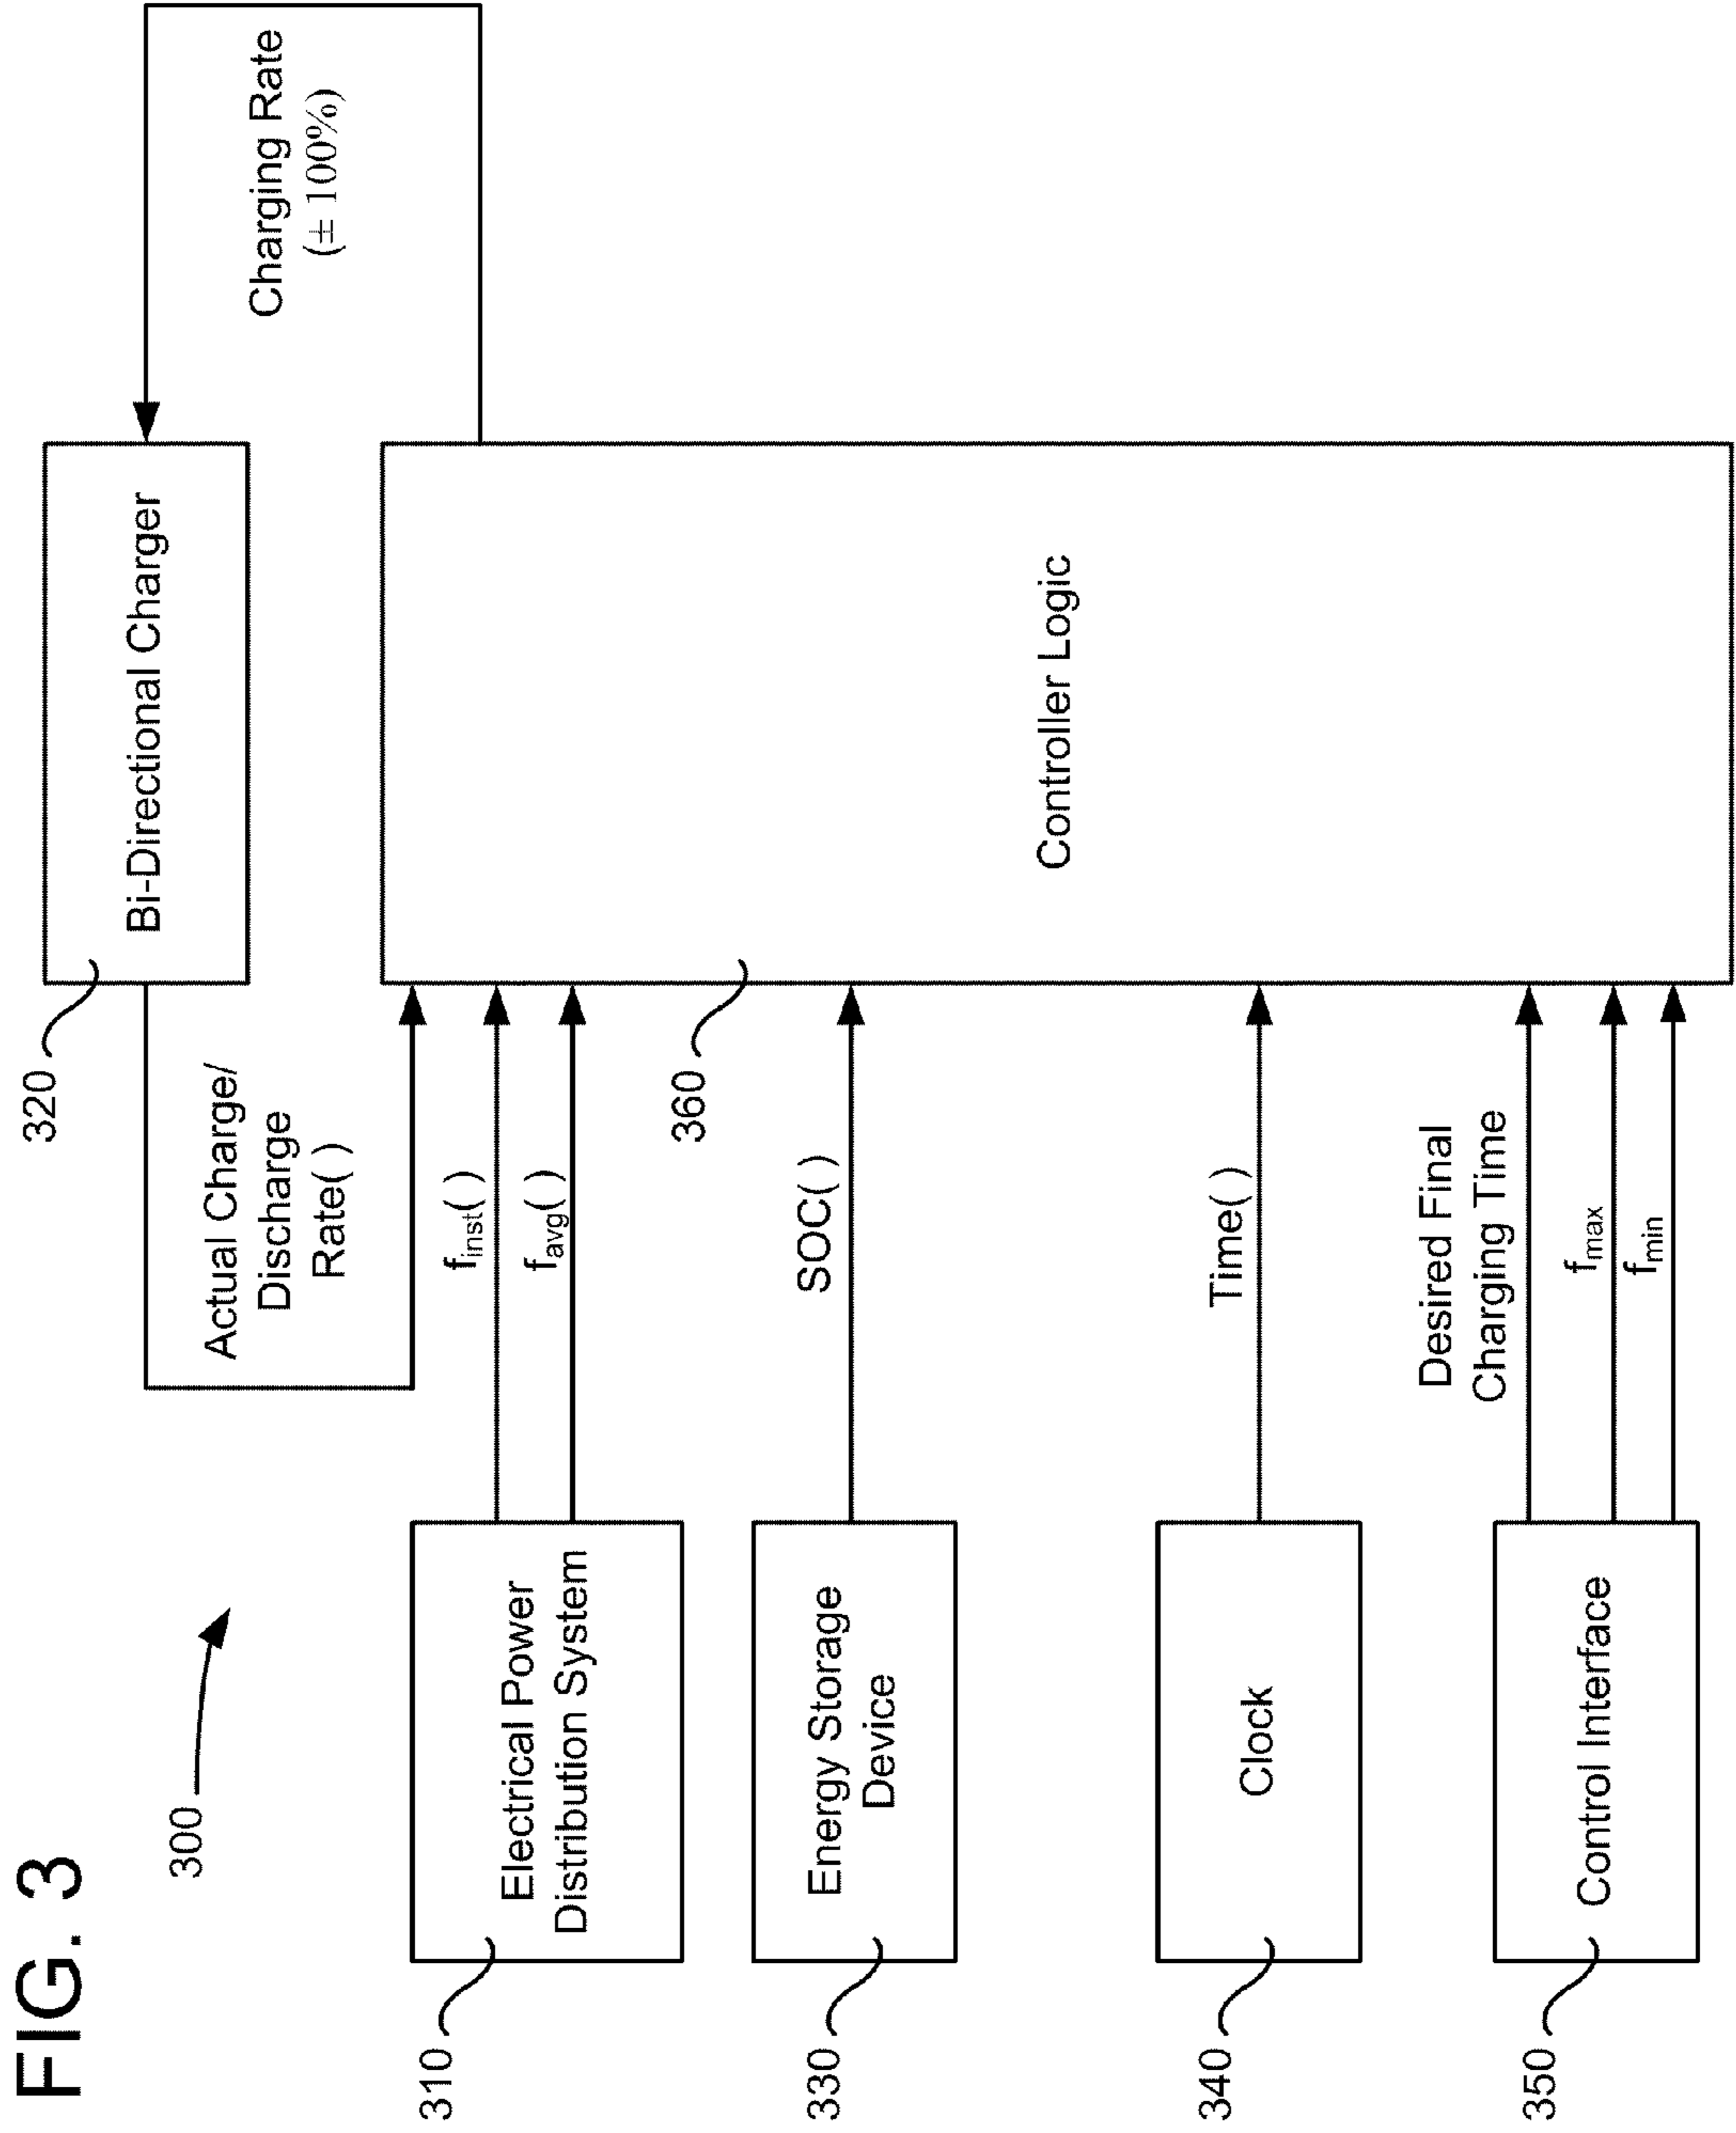 FIG. 3
300
320
Bi-Directional Charger
Charging Rate
(± 100%)
Actual Charge/
Discharge
Rate( )
310
Electrical Power
Distribution System
f_inst( )
f_avg( )
360
Controller Logic
330
Energy Storage
Device
SOC( )
340
Clock
Time( )
350
Control Interface
Desired Final
Charging Time
f_max
f_min